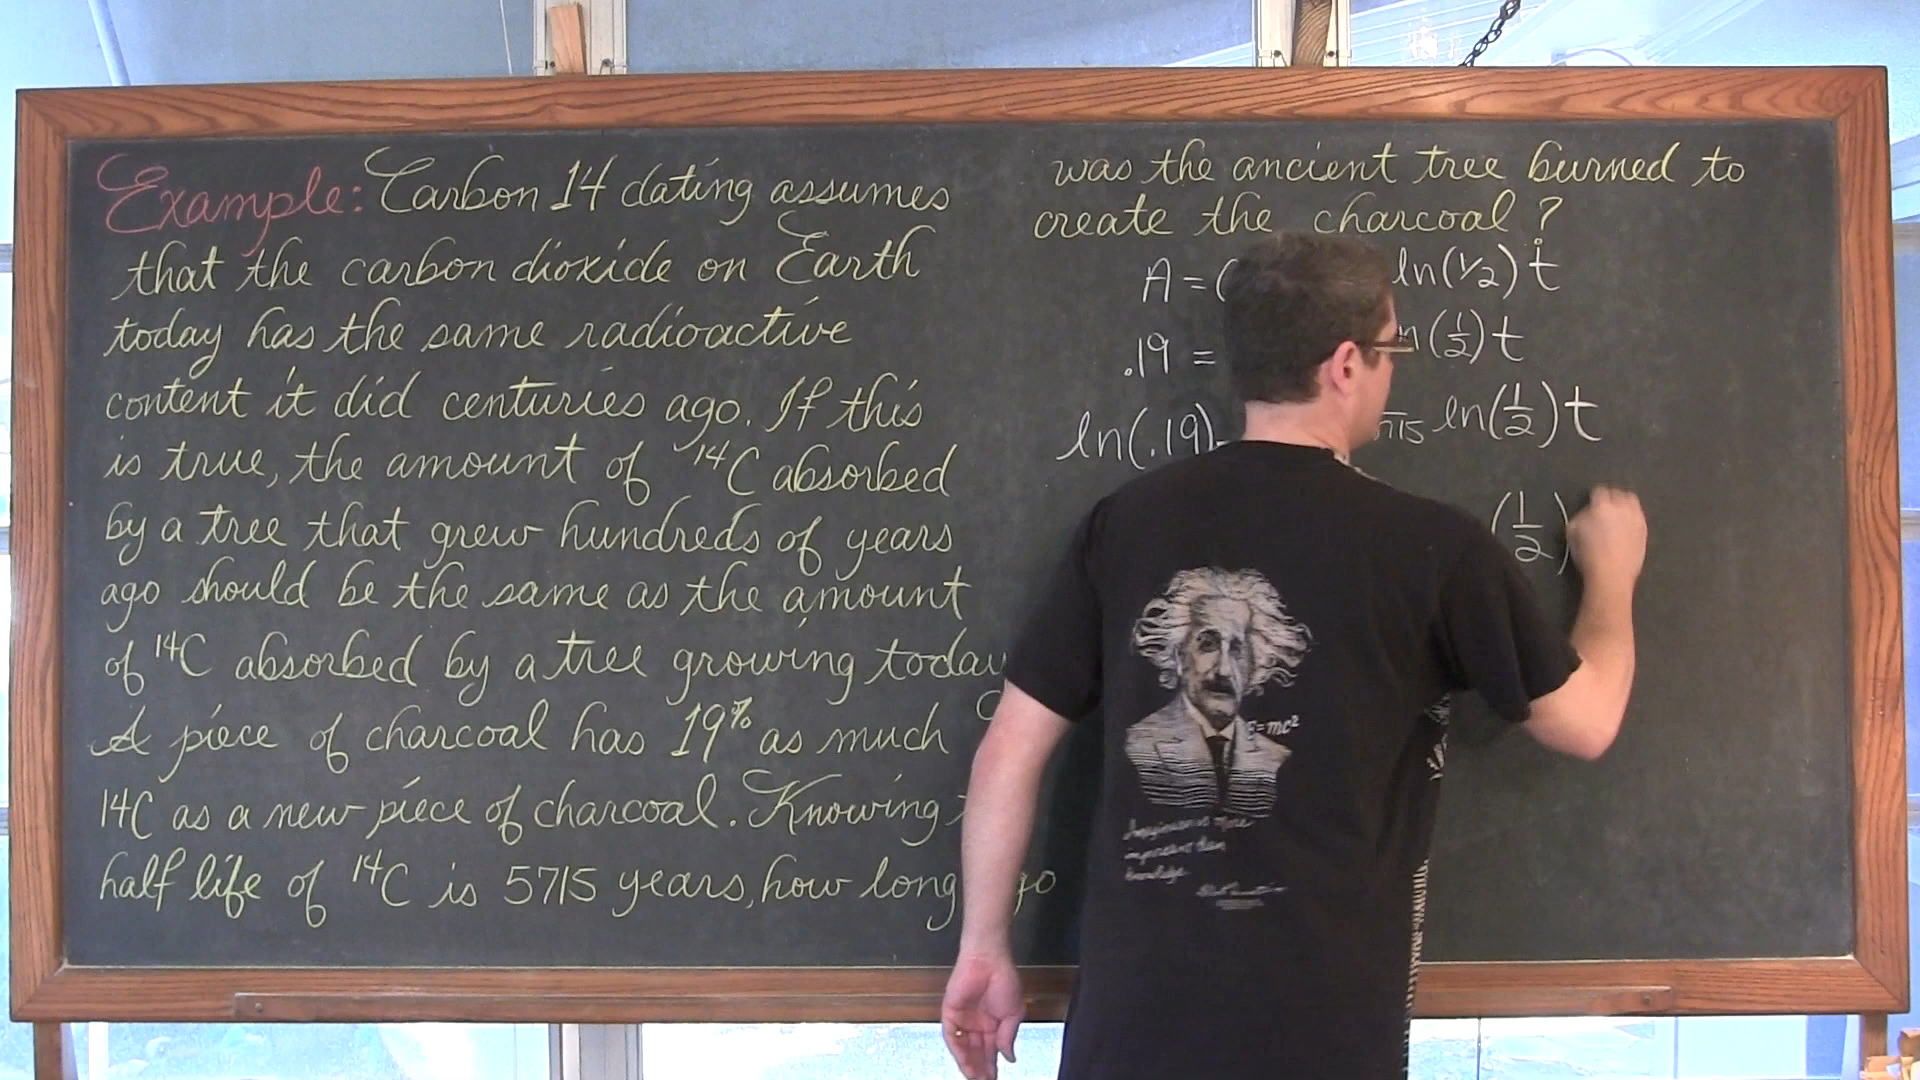 Example: Carbon 14 dating assumes
that the carbon dioxide on Earth
today has the same radioactive
content it did centuries ago. If this
is true, the amount of ¹⁴C absorbed
by a tree that grew hundreds of years
ago should be the same as the amount
of ¹⁴C absorbed by a tree growing today
A piece of charcoal has 19% as much
14C as a new piece of charcoal. Knowing
half life of ¹⁴C is 5715 years, how long
was the ancient tree burned to
create the charcoal?
A = ( ln(1/2) t
.19 = (1/2) t
ln(.19) 5715 ln(1/2) t
(1/2)
E=mc²